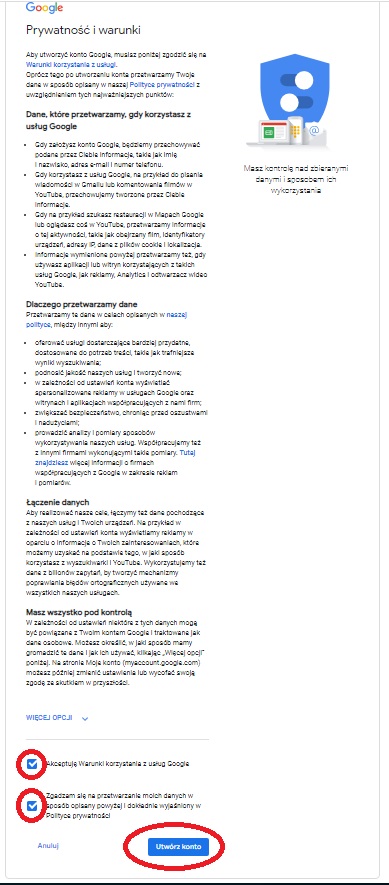 Google
Prywatność i warunki
Aby utworzyć konto Google, musisz poniżej zgodzić się na
Warunki korzystania z usługi.
Oprócz tego po utworzeniu konta przetwarzamy Twoje
dane w sposób opisany w naszej Polityce prywatności z
uwzględnieniem tych najważniejszych punktów:
Dane, które przetwarzamy, gdy korzystasz z
usług Google
• Gdy założysz konto Google, będziemy przechowywać
podane przez Ciebie informacje, takie jak imię
i nazwisko, adres e-mail i numer telefonu.
• Gdy korzystasz z usług Google, na przykład do pisania
wiadomości w Gmailu lub komentowania filmów w
YouTube, przechowujemy tworzone przez Ciebie
informacje.
• Gdy na przykład szukasz restauracji w Mapach Google
lub oglądasz coś w YouTube, przetwarzamy informacje
o tej aktywności, takie jak obejrzany film, identyfikatory
urządzeń, adresy IP, dane z plików cookie i lokalizacja.
• Informacje wymienione powyżej przetwarzamy też, gdy
używasz aplikacji lub witryn korzystających z takich
usług Google, jak reklamy, Analytics i odtwarzacz wideo
YouTube.
Dlaczego przetwarzamy dane
Przetwarzamy te dane w celach opisanych w naszej
polityce, między innymi aby:
• oferować usługi dostarczające bardziej przydatne,
dostosowane do potrzeb treści, takie jak trafniejsze
wyniki wyszukiwania;
• podnosić jakość naszych usług i tworzyć nowe;
• w zależności od ustawień konta wyświetlać
spersonalizowane reklamy w usługach Google oraz
witrynach i aplikacjach współpracujących z nami firm;
• zwiększać bezpieczeństwo, chroniąc przed oszustwami
i nadużyciami;
• prowadzić analizy i pomiary sposobów
wykorzystywania naszych usług. Współpracujemy też
z innymi firmami wykonującymi takie pomiary. Tutaj
znajdziesz więcej informacji o firmach
współpracujących z Google w zakresie reklam
i pomiarów.
Łączenie danych
Aby realizować nasze cele, łączymy też dane pochodzące
z naszych usług i Twoich urządzeń. Na przykład w
zależności od ustawień konta wyświetlamy reklamy w
oparciu o informacje o Twoich zainteresowaniach, które
możemy uzyskać na podstawie tego, w jaki sposób
korzystasz z wyszukiwarki i YouTube. Wykorzystujemy też
dane z bilionów zapytań, by tworzyć mechanizmy
poprawiania błędów ortograficznych używane we
wszystkich naszych usługach.
Masz wszystko pod kontrolą
W zależności od ustawień niektóre z tych danych mogą
być powiązane z Twoim kontem Google i traktowane jak
dane osobowe. Możesz określić, w jaki sposób mamy
gromadzić te dane i jak ich używać, klikając „Więcej opcji”
poniżej. Na stronie Moje konto (myaccount.google.com)
możesz później zmienić ustawienia lub wycofać swoją
zgodę ze skutkiem w przyszłości.
WIĘCEJ OPCJI
Akceptuję Warunki korzystania z usług Google
Zgadzam się na przetwarzanie moich danych w
sposób opisany powyżej i dokładnie wyjaśniony w
Polityce prywatności
Anuluj
Utwórz konto
Masz kontrolę nad zbieranymi
danymi i sposobem ich
wykorzystania